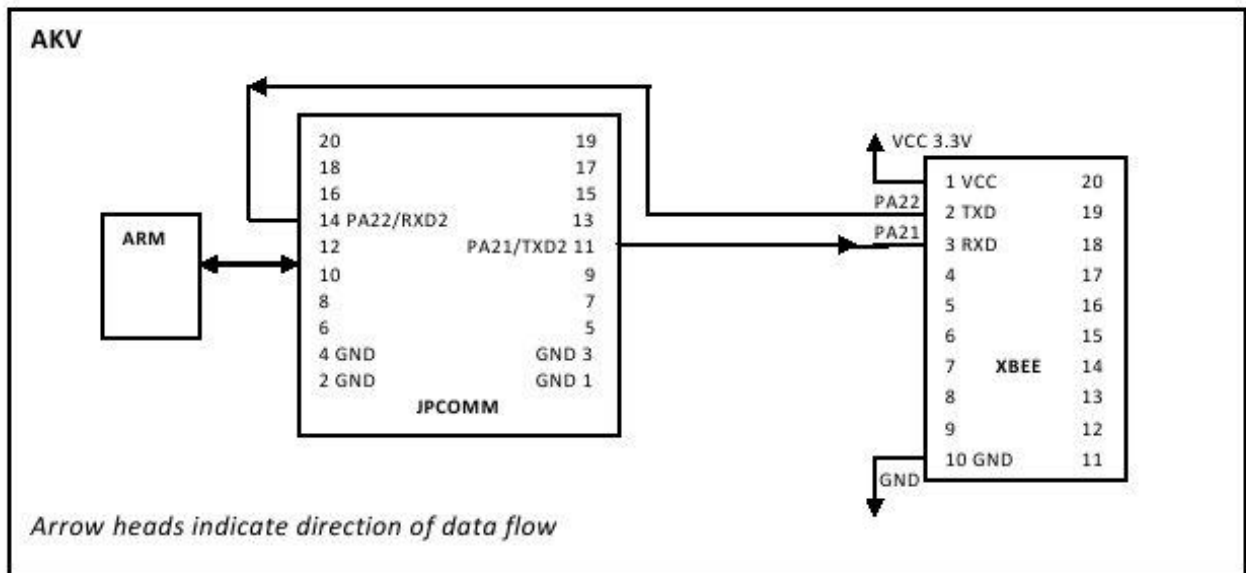 AKV
ARM
20 19
18 17
16 15
14 PA22/RXD2 13
12 PA21/TXD2 11
10 9
8 7
6 5
4 GND GND 3
2 GND GND 1
JPCOMM
VCC 3.3V
PA22
PA21
1 VCC 20
2 TXD 19
3 RXD 18
4 17
5 16
6 15
7 XBEE 14
8 13
9 12
10 GND 11
GND
Arrow heads indicate direction of data flow